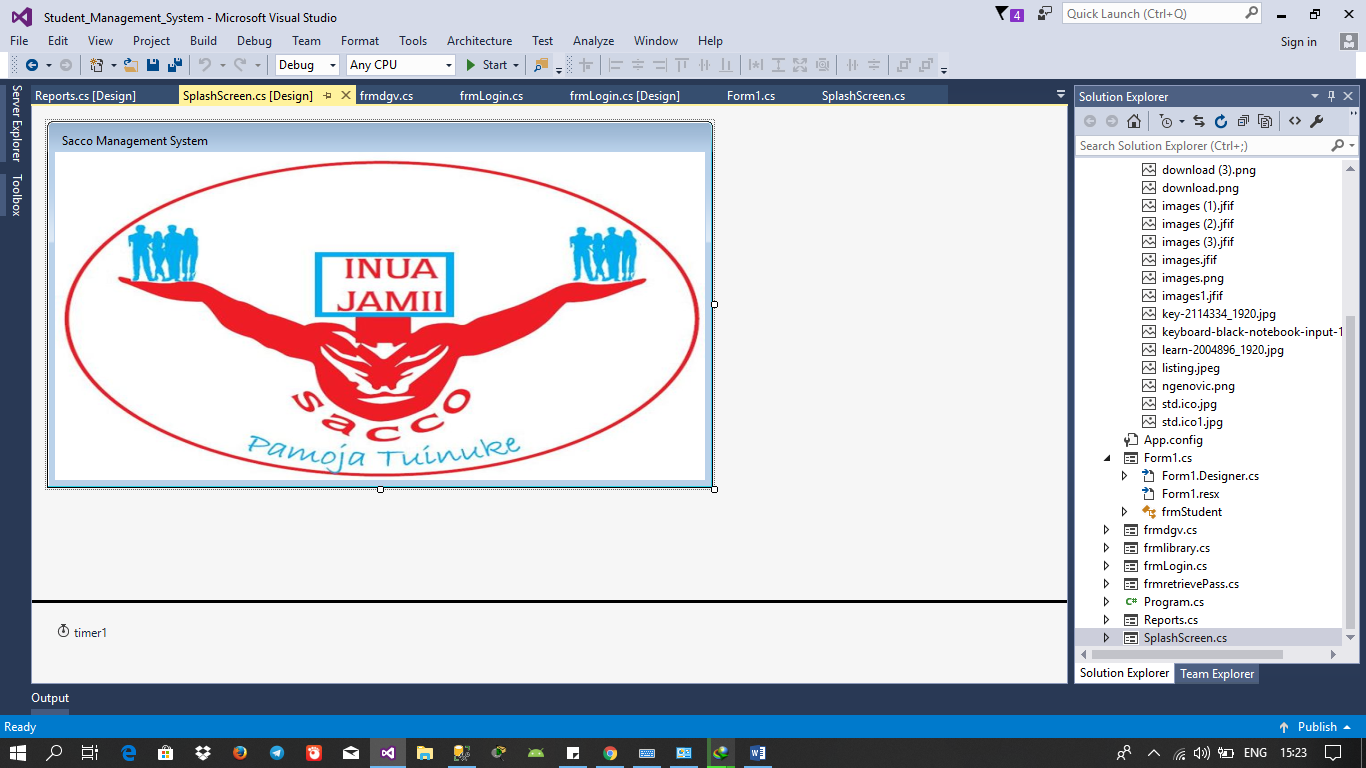 Student_Management_System - Microsoft Visual Studio
4
Quick Launch (Ctrl+Q)
File Edit View Project Build Debug Team Format Tools Architecture Test Analyze Window Help
Sign in
Debug Any CPU Start
Server Explorer
Toolbox
Reports.cs [Design] SplashScreen.cs [Design] frmdgv.cs frmLogin.cs frmLogin.cs [Design] Form1.cs SplashScreen.cs
Sacco Management System
INUA
JAMII
sacco
Pamoja Tuinuke
timer1
Solution Explorer
Search Solution Explorer (Ctrl+;)
download (3).png
download.png
images (1).jfif
images (2).jfif
images (3).jfif
images.jfif
images.png
images1.jfif
key-2114334_1920.jpg
keyboard-black-notebook-input-1
learn-2004896_1920.jpg
listing.jpeg
ngenovic.png
std.ico.jpg
std.ico1.jpg
App.config
Form1.cs
Form1.Designer.cs
Form1.resx
frmStudent
frmdgv.cs
frmlibrary.cs
frmLogin.cs
frmretrievePass.cs
C# Program.cs
Reports.cs
SplashScreen.cs
Solution Explorer Team Explorer
Output
Ready
Publish
ENG 15:23